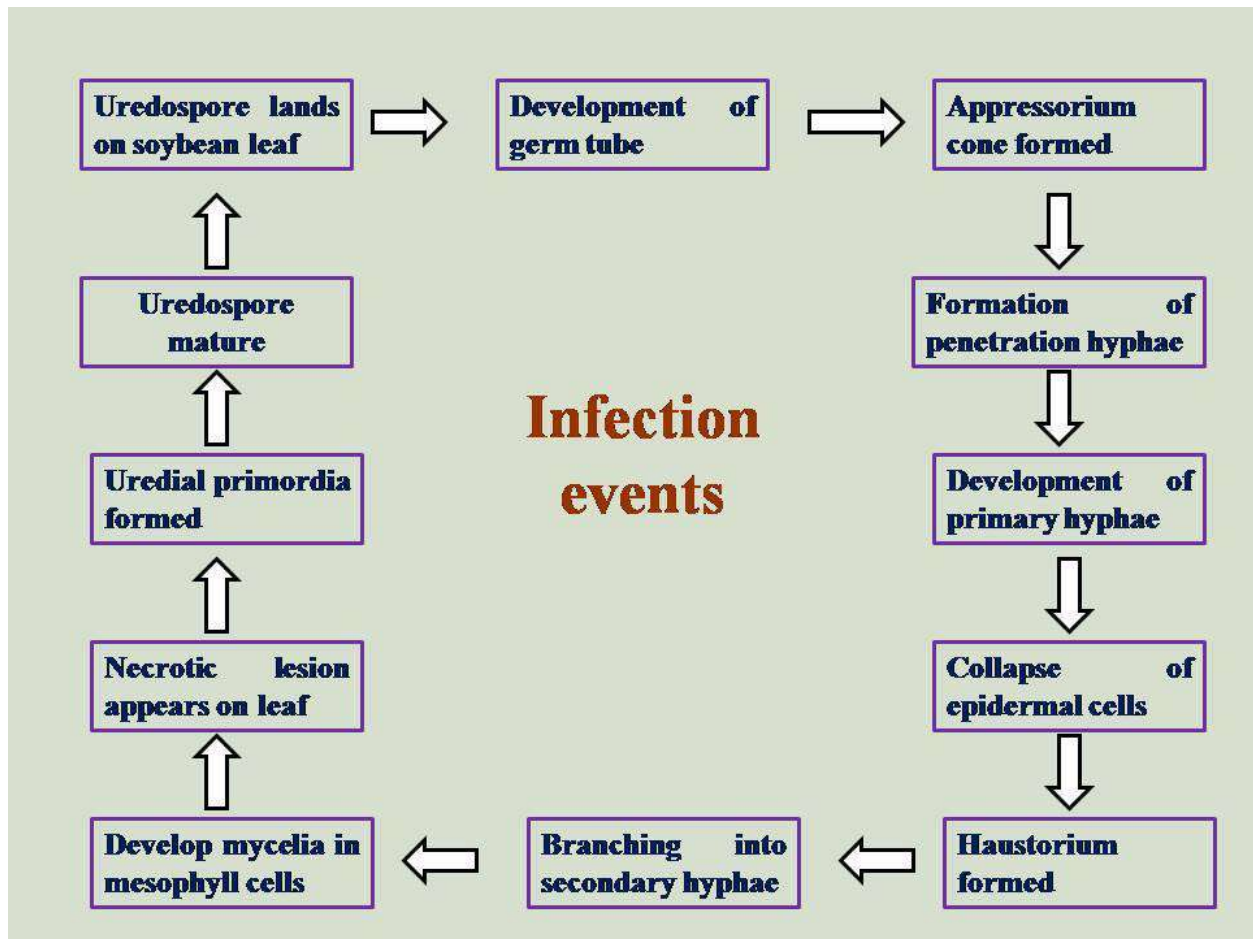 Uredospore lands
on soybean leaf
Development of
germ tube
Appressorium
cone formed
Formation of
penetration hyphae
Development of
primary hyphae
Collapse of
epidermal cells
Haustorium
formed
Branching into
secondary hyphae
Develop mycelia in
mesophyll cells
Necrotic lesion
appears on leaf
Uredial primordia
formed
Uredospore
mature
Infection
events